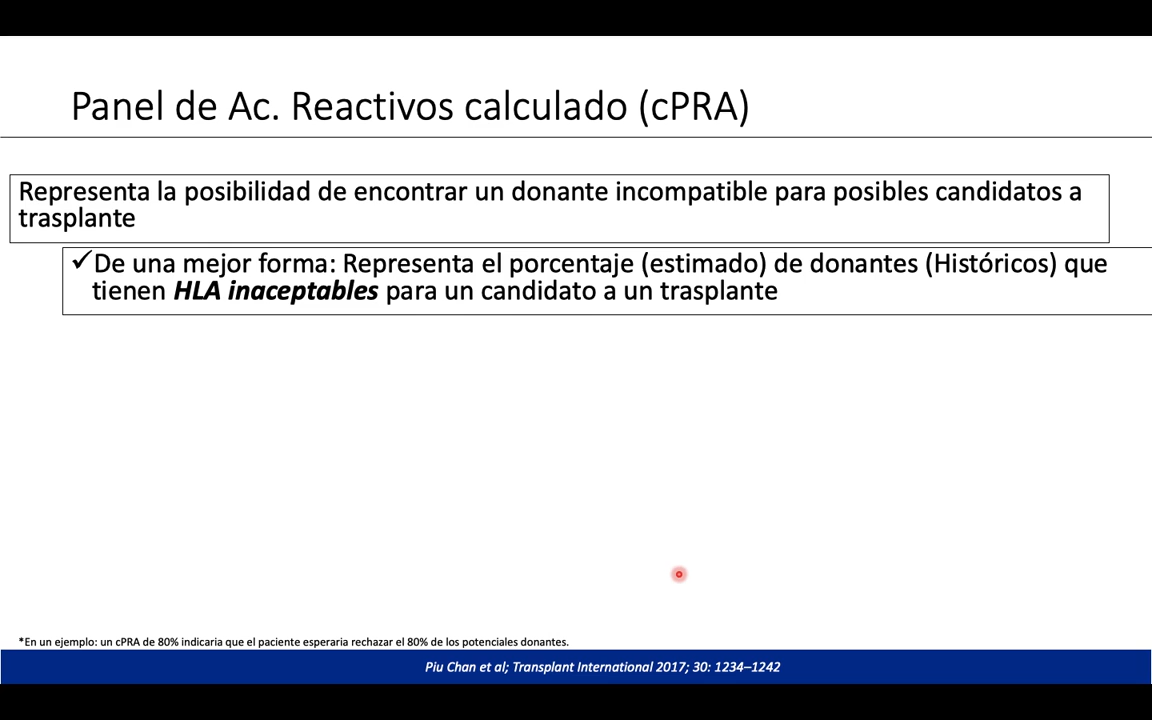 Panel de Ac. Reactivos calculado (cPRA)
Representa la posibilidad de encontrar un donante incompatible para posibles candidatos a
trasplante
✓De una mejor forma: Representa el porcentaje (estimado) de donantes (Históricos) que
tienen HLA inaceptables para un candidato a un trasplante
*En un ejemplo: un cPRA de 80% indicaria que el paciente esperaria rechazar el 80% de los potenciales donantes.
Piu Chan et al; Transplant International 2017; 30: 1234–1242